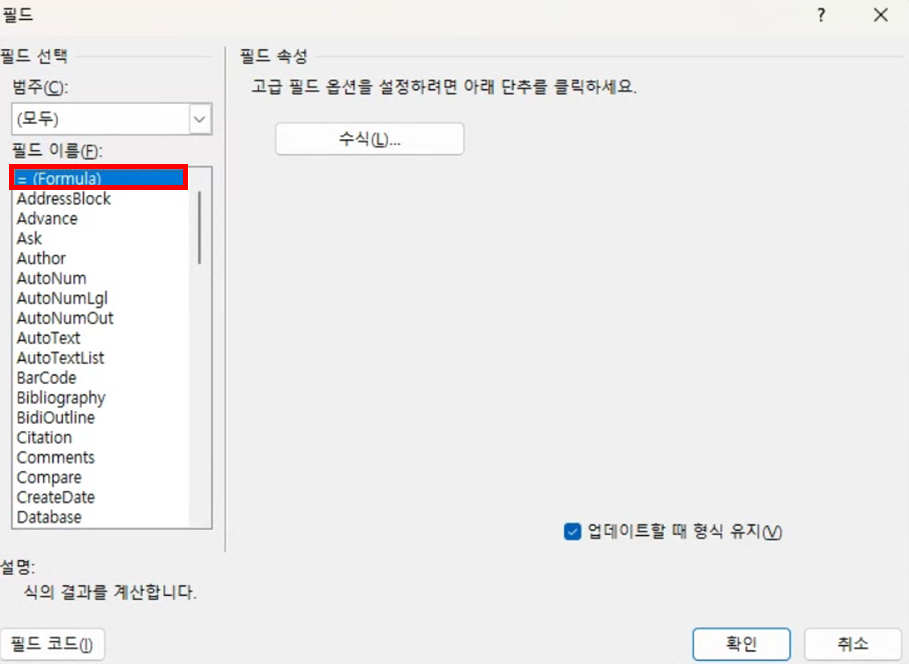 필드
?
필드 선택
범주(C):
(모두)
필드 이름(F):
= (Formula)
AddressBlock
Advance
Ask
Author
AutoNum
AutoNumLgl
AutoNumOut
AutoText
AutoTextList
BarCode
Bibliography
BidiOutline
Citation
Comments
Compare
CreateDate
Database
필드 속성
고급 필드 옵션을 설정하려면 아래 단추를 클릭하세요.
수식(L)...
업데이트할 때 형식 유지(V)
설명:
식의 결과를 계산합니다.
필드 코드(I)
확인
취소